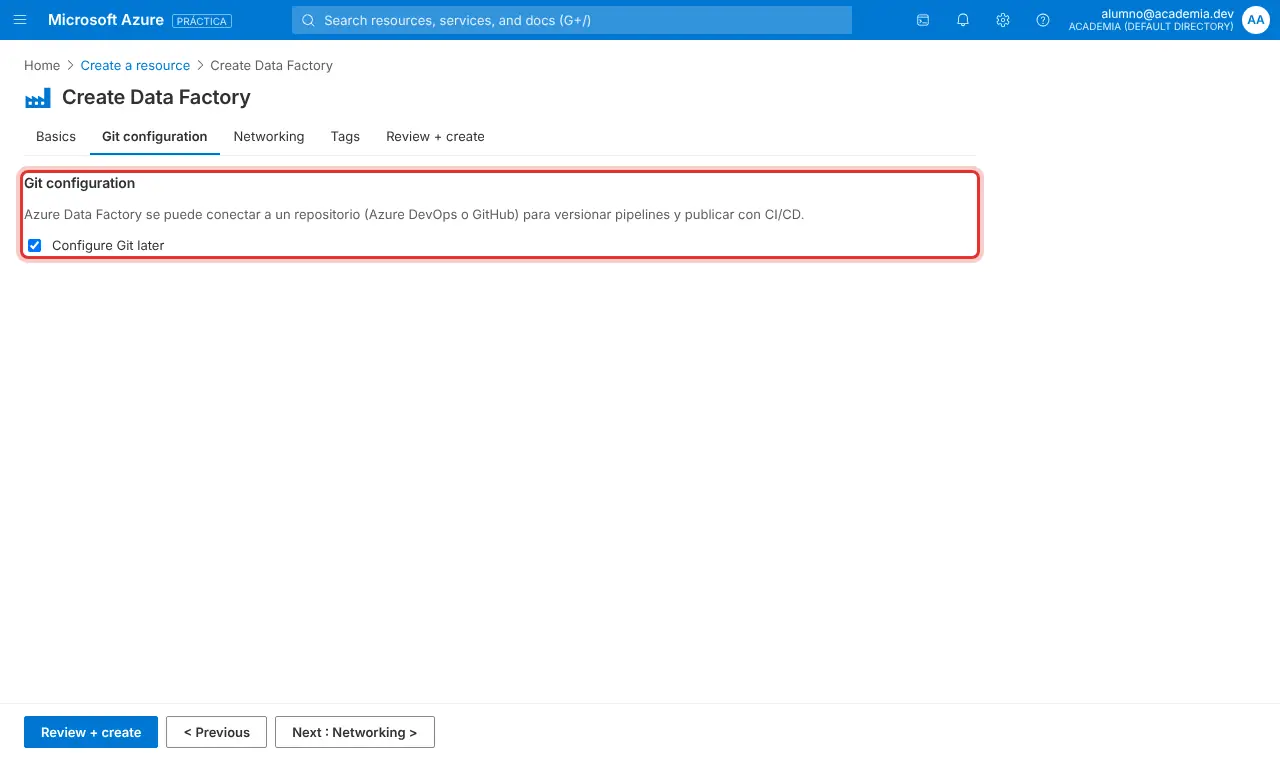 Microsoft Azure PRÁCTICA
Search resources, services, and docs (G+/)
alumno@academia.dev
ACADEMIA (DEFAULT DIRECTORY)
AA
Home > Create a resource > Create Data Factory
Create Data Factory
Basics Git configuration Networking Tags Review + create
Git configuration
Azure Data Factory se puede conectar a un repositorio (Azure DevOps o GitHub) para versionar pipelines y publicar con CI/CD.
Configure Git later
Review + create < Previous Next : Networking >